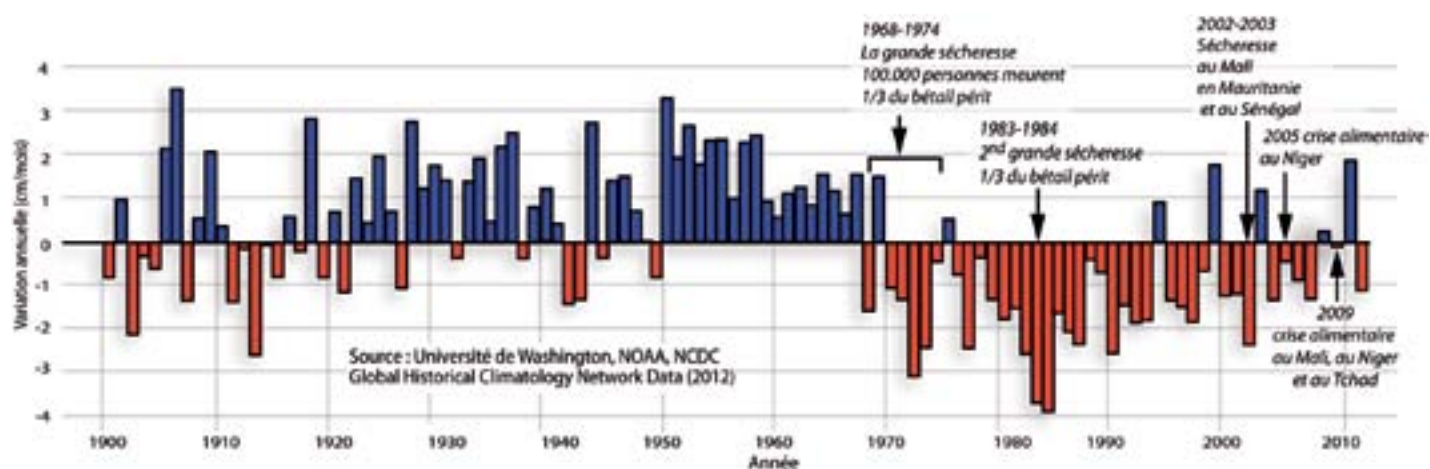 1968-1974
La grande sécheresse
100.000 personnes meurent
1/3 du bétail périt
2002-2003
Sécheresse
au Mali
en Mauritanie
et au Sénégal
1983-1984
2nd grande sécheresse
1/3 du bétail périt
2005 crise alimentaire
au Niger
Variation anuelle (cm/mois)
4
3
2
1
0
-1
-2
-3
-4
2009
crise alimentaire
au Mali, au Niger
et au Tchad
Source : Université de Washington, NOAA, NCDC
Global Historical Climatology Network Data (2012)
1900 1910 1920 1930 1940 1950 1960 1970 1980 1990 2000 2010
Année